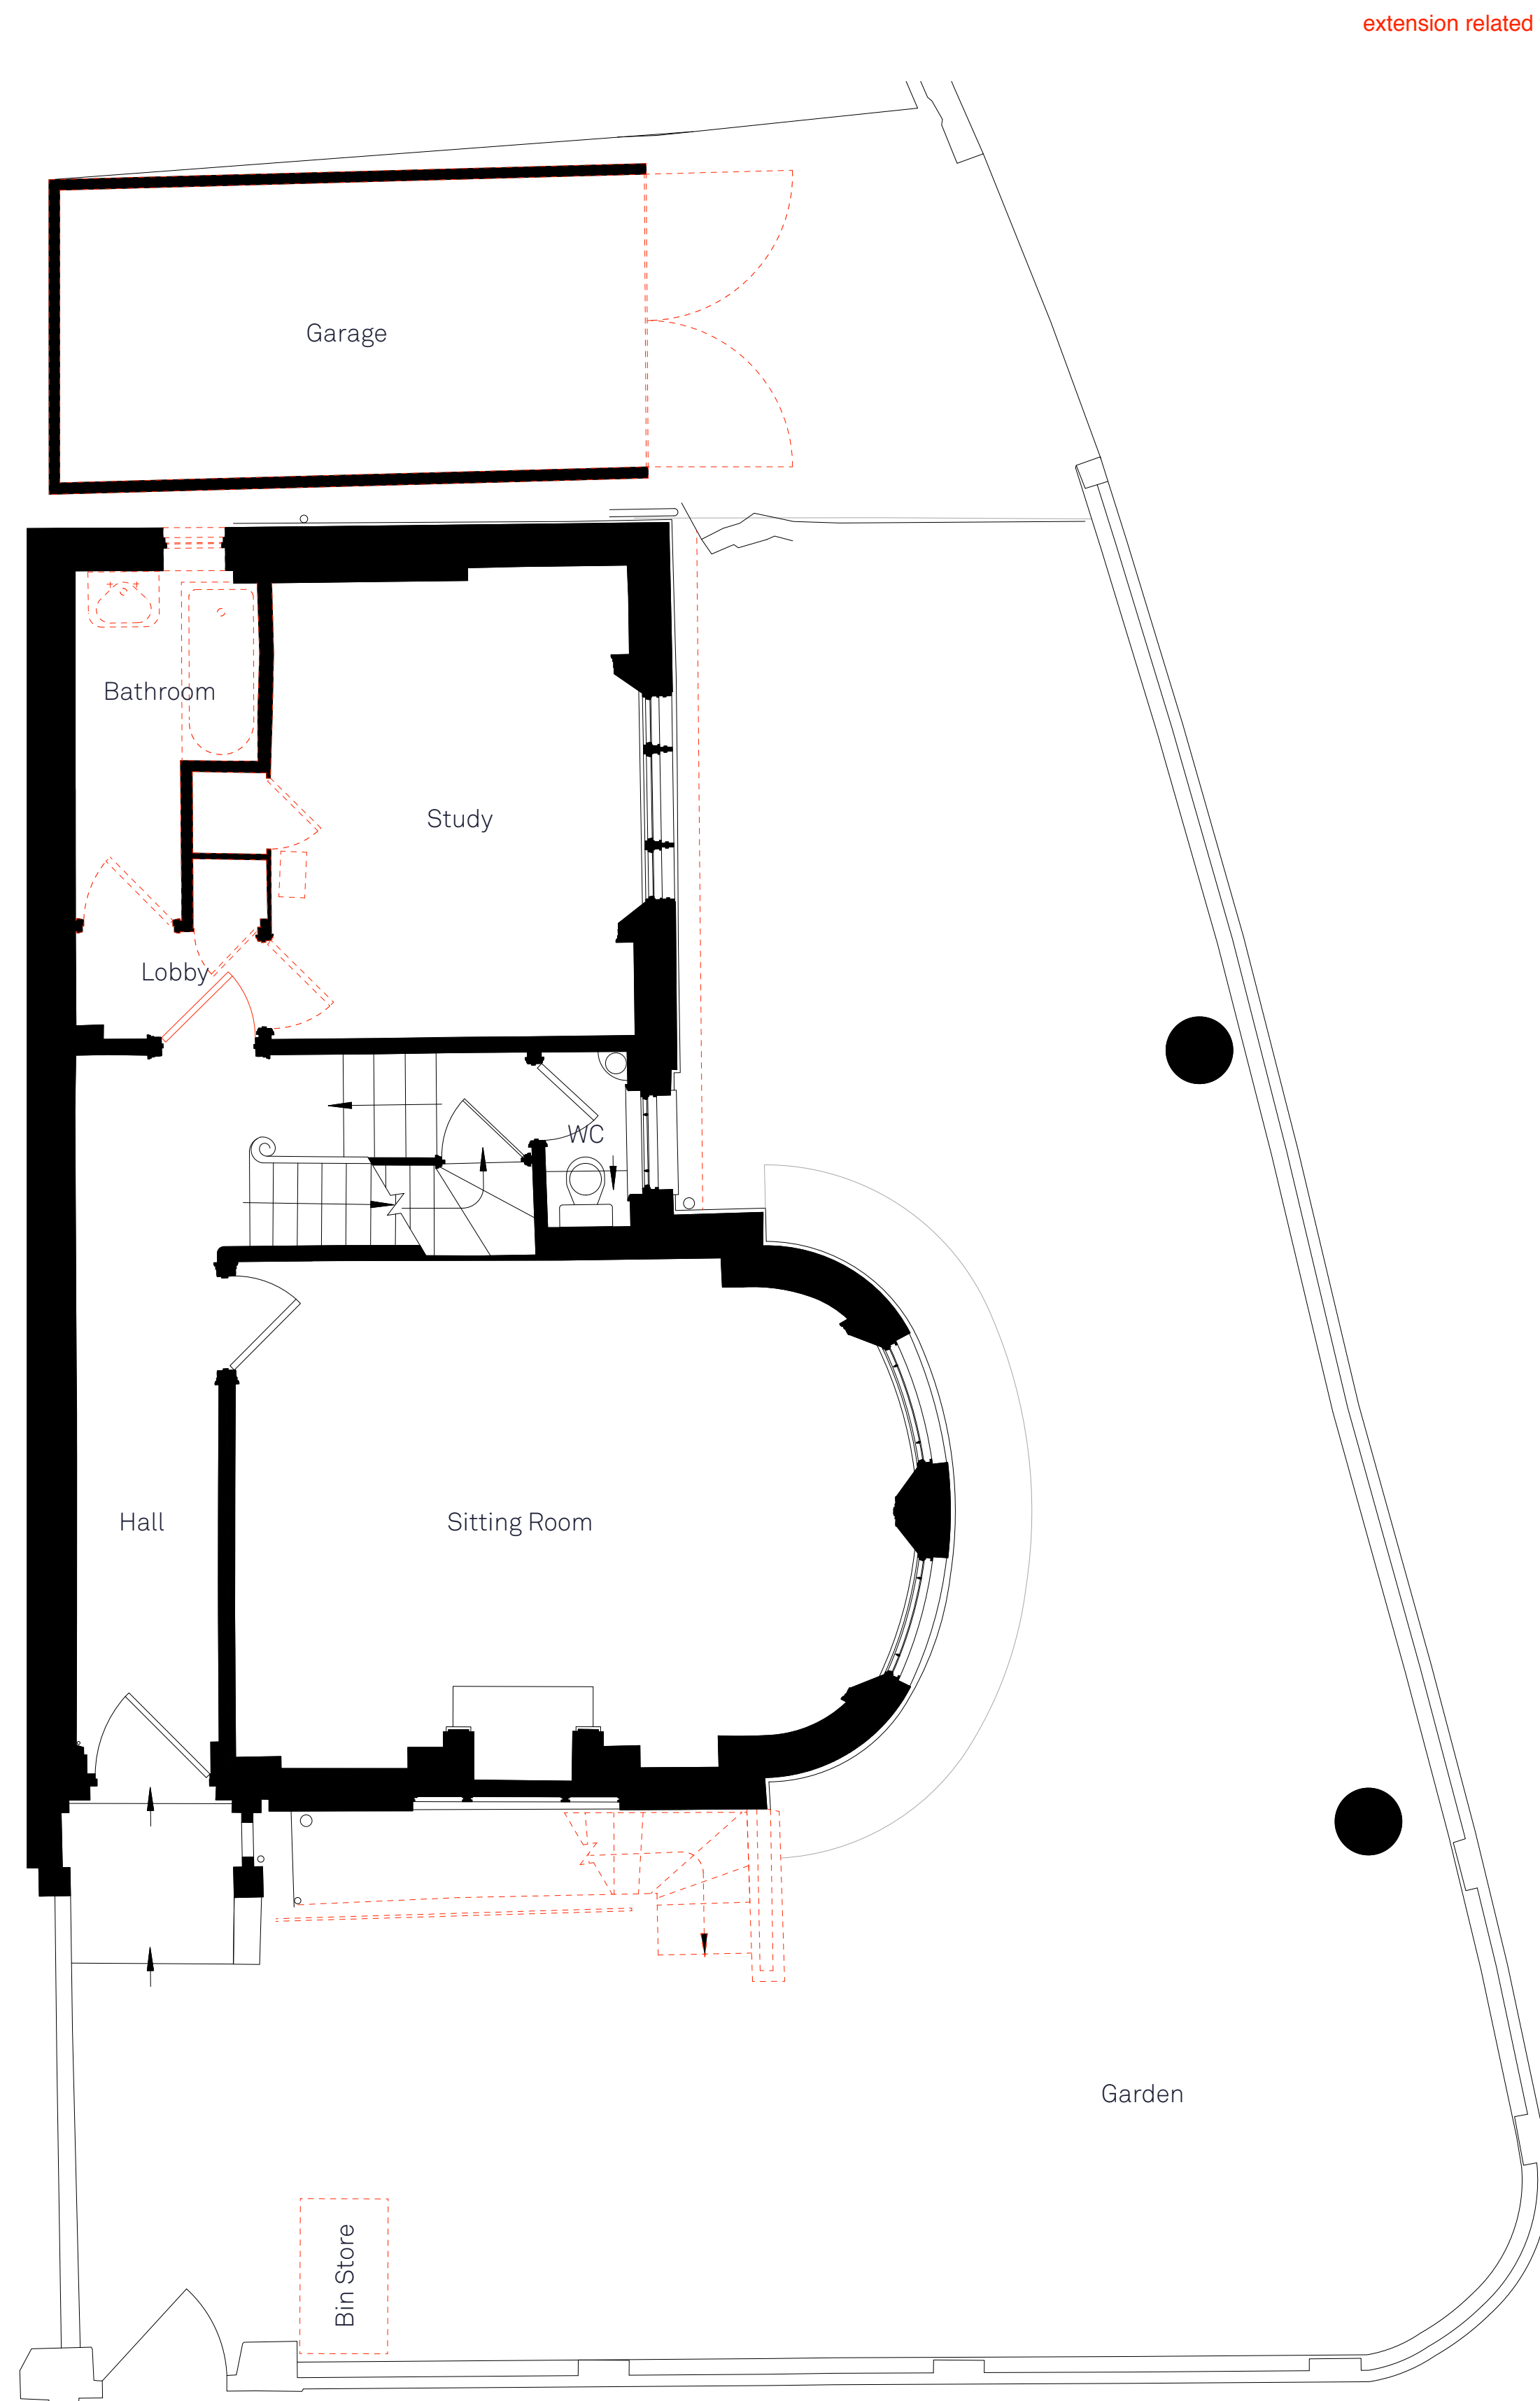 extension related
Garage
Bathroom
Study
Lobby
WC
Hall
Sitting Room
Garden
Bin Store